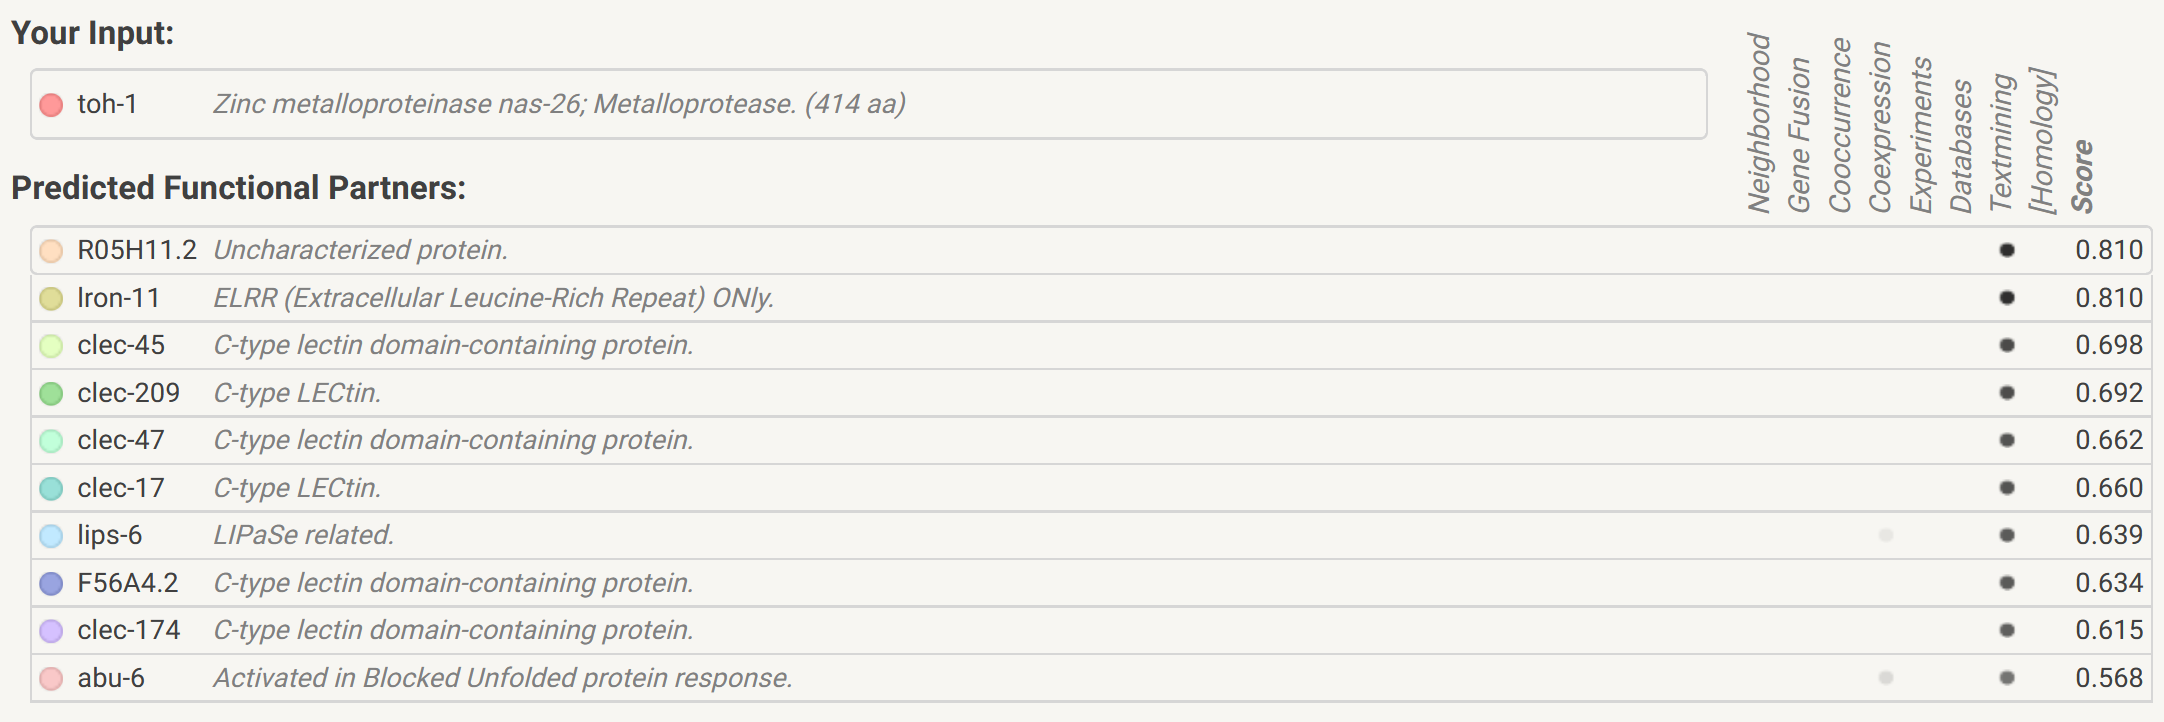 Your Input:
toh-1 Zinc metalloproteinase nas-26; Metalloprotease. (414 aa)
Neighborhood
Gene Fusion
Cooccurrence
Coexpression
Experiments
Databases
Textmining
[Homology]
Score
Predicted Functional Partners:
R05H11.2 Uncharacterized protein. 0.810
lron-11 ELRR (Extracellular Leucine-Rich Repeat) ONly. 0.810
clec-45 C-type lectin domain-containing protein. 0.698
clec-209 C-type LECtin. 0.692
clec-47 C-type lectin domain-containing protein. 0.662
clec-17 C-type LECtin. 0.660
lips-6 LIPaSe related. 0.639
F56A4.2 C-type lectin domain-containing protein. 0.634
clec-174 C-type lectin domain-containing protein. 0.615
abu-6 Activated in Blocked Unfolded protein response. 0.568